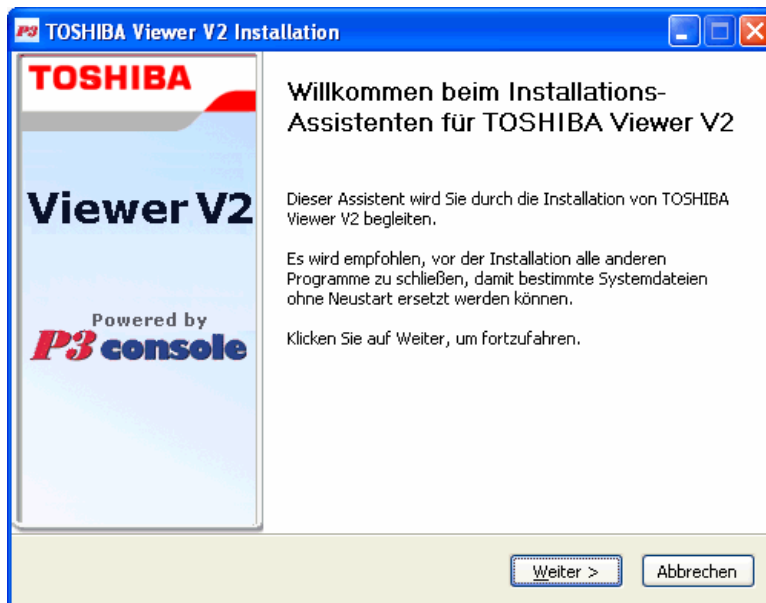 P3 TOSHIBA Viewer V2 Installation
TOSHIBA
Viewer V2
Powered by
P3 console
Willkommen beim Installations-
Assistenten für TOSHIBA Viewer V2
Dieser Assistent wird Sie durch die Installation von TOSHIBA
Viewer V2 begleiten.
Es wird empfohlen, vor der Installation alle anderen
Programme zu schließen, damit bestimmte Systemdateien
ohne Neustart ersetzt werden können.
Klicken Sie auf Weiter, um fortzufahren.
Weiter >
Abbrechen